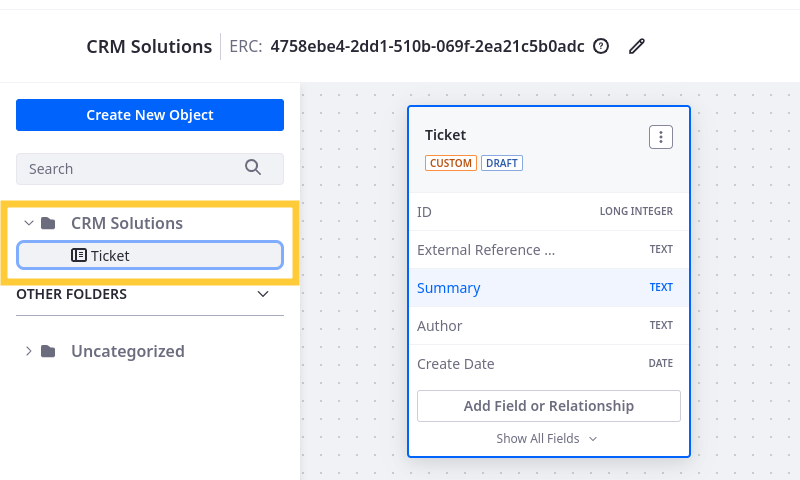 CRM Solutions ERC: 4758ebe4-2dd1-510b-069f-2ea21c5b0adc
Create New Object
Search
CRM Solutions
Ticket
OTHER FOLDERS
Uncategorized
Ticket
CUSTOM DRAFT
ID LONG INTEGER
External Reference ... TEXT
Summary TEXT
Author TEXT
Create Date DATE
Add Field or Relationship
Show All Fields